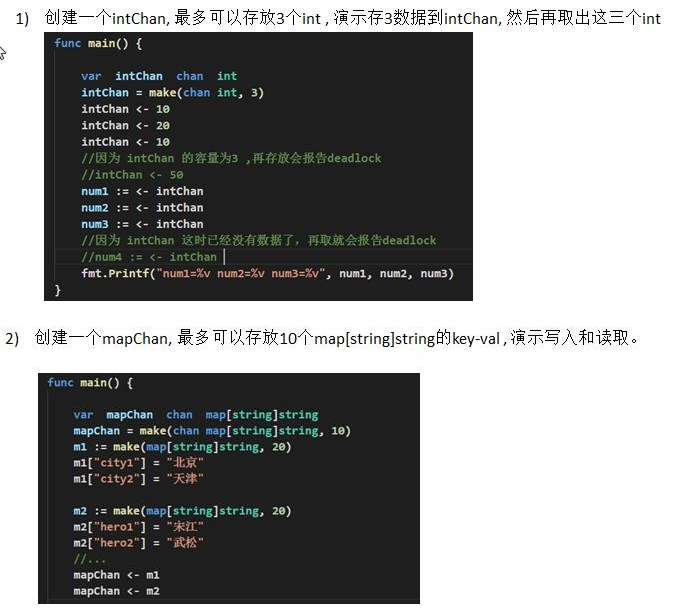 1) 创建一个intChan, 最多可以存放3个int , 演示存3数据到intChan, 然后再取出这三个int
func main() {
var intChan chan int
intChan = make(chan int, 3)
intChan <- 10
intChan <- 20
intChan <- 10
//因为 intChan 的容量为3 ,再存放会报告deadlock
//intChan <- 50
num1 := <- intChan
num2 := <- intChan
num3 := <- intChan
//因为 intChan 这时已经没有数据了, 再取就会报告deadlock
//num4 := <- intChan
fmt.Printf("num1=%v num2=%v num3=%v", num1, num2, num3)
}
2) 创建一个mapChan, 最多可以存放10个map[string]string的key-val , 演示写入和读取。
func main() {
var mapChan chan map[string]string
mapChan = make(chan map[string]string, 10)
m1 := make(map[string]string, 20)
m1["city1"] = "北京"
m1["city2"] = "天津"
m2 := make(map[string]string, 20)
m2["hero1"] = "宋江"
m2["hero2"] = "武松"
//...
mapChan <- m1
mapChan <- m2